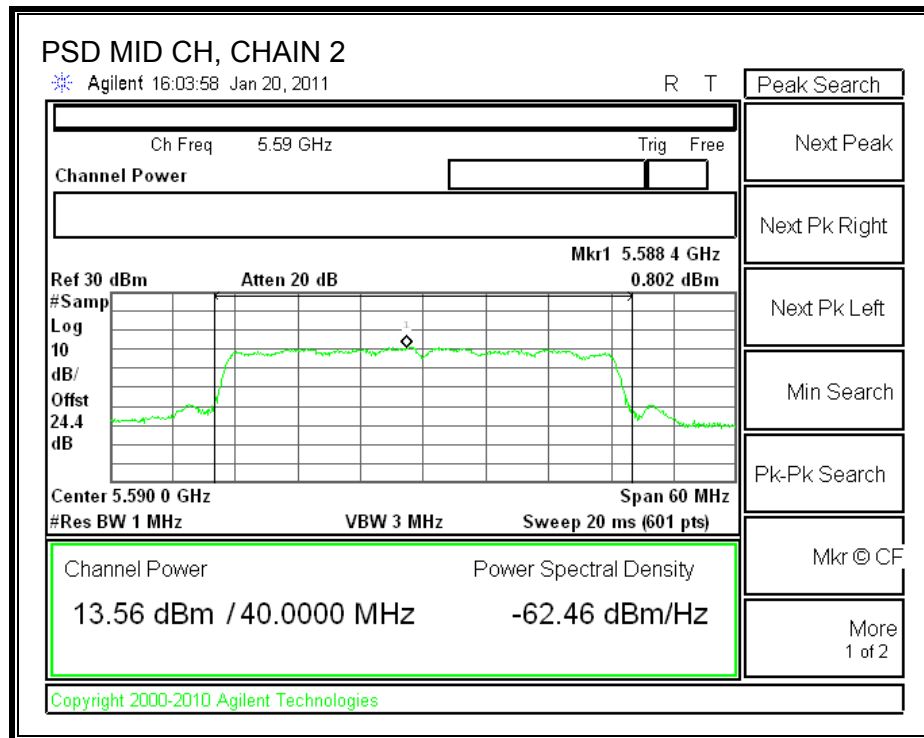 PSD MID CH, CHAIN 2
Agilent 16:03:58 Jan 20, 2011 R T
Peak Search
Ch Freq 5.59 GHz Trig Free
Channel Power
Mkr1 5.588 4 GHz
Ref 30 dBm Atten 20 dB 0.802 dBm
#Samp
Log
10
dB/
Offst
24.4
dB
1
Center 5.590 0 GHz Span 60 MHz
#Res BW 1 MHz VBW 3 MHz Sweep 20 ms (601 pts)
Channel Power Power Spectral Density
13.56 dBm / 40.0000 MHz -62.46 dBm/Hz
Next Peak
Next Pk Right
Next Pk Left
Min Search
Pk-Pk Search
Mkr © CF
More
1 of 2
Copyright 2000-2010 Agilent Technologies